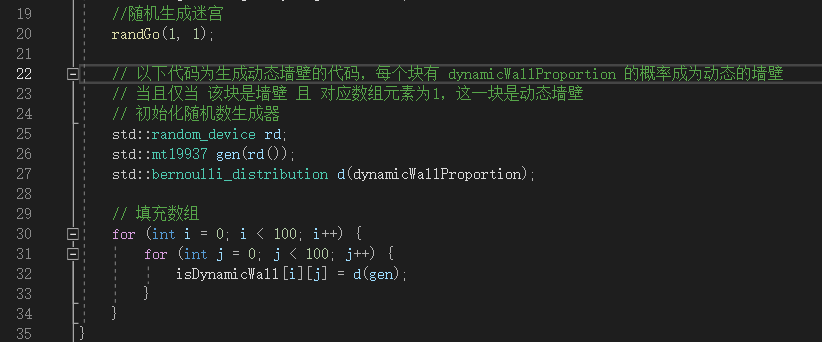 19 //随机生成迷宫
20 randGo(1, 1);
21
22 // 以下代码为生成动态墙壁的代码，每个块有 dynamicWallProportion 的概率成为动态的墙壁
23 // 当且仅当 该块是墙壁 且 对应数组元素为1，这一块是动态墙壁
24 // 初始化随机数生成器
25 std::random_device rd;
26 std::mt19937 gen(rd());
27 std::bernoulli_distribution d(dynamicWallProportion);
28
29 // 填充数组
30 for (int i = 0; i < 100; i++) {
31 for (int j = 0; j < 100; j++) {
32 isDynamicWall[i][j] = d(gen);
33 }
34 }
35 }